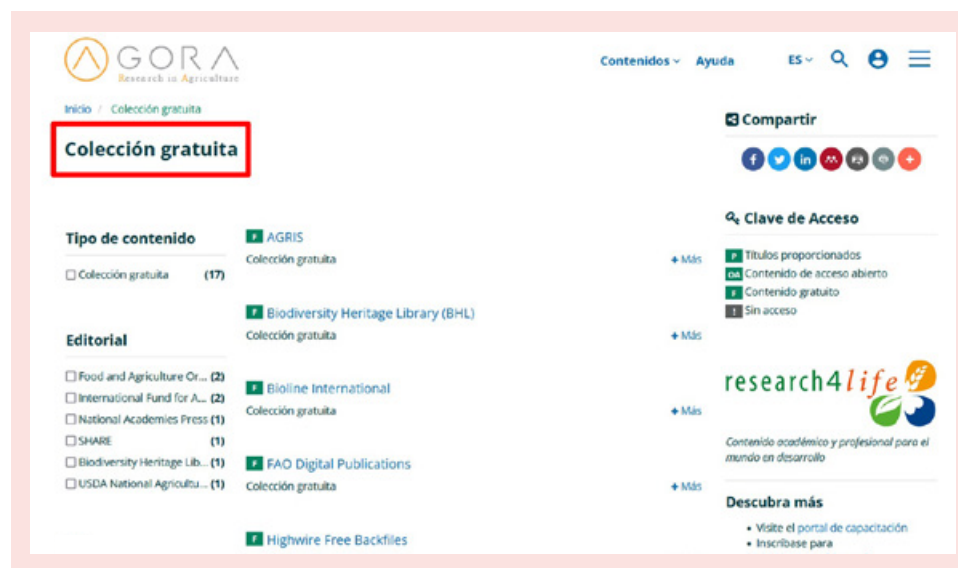 AGORA
Research in Agriculture
Contenidos Ayuda ES
Inicio / Colección gratuita
Colección gratuita
Tipo de contenido
Colección gratuita (17)
Editorial
Food and Agriculture Or... (2)
International Fund for A... (2)
National Academies Press (1)
SHARE (1)
Biodiversity Heritage Lib... (1)
USDA National Agricultu... (1)
F AGRIS
Colección gratuita + Más
F Biodiversity Heritage Library (BHL)
Colección gratuita + Más
F Bioline International
Colección gratuita + Más
F FAO Digital Publications
Colección gratuita + Más
F Highwire Free Backfiles
Compartir
Clave de Acceso
P Títulos proporcionados
OA Contenido de acceso abierto
F Contenido gratuito
! Sin acceso
research4life
Contenido académico y profesional para el
mundo en desarrollo
Descubra más
• Visite el portal de capacitación
• Inscríbase para